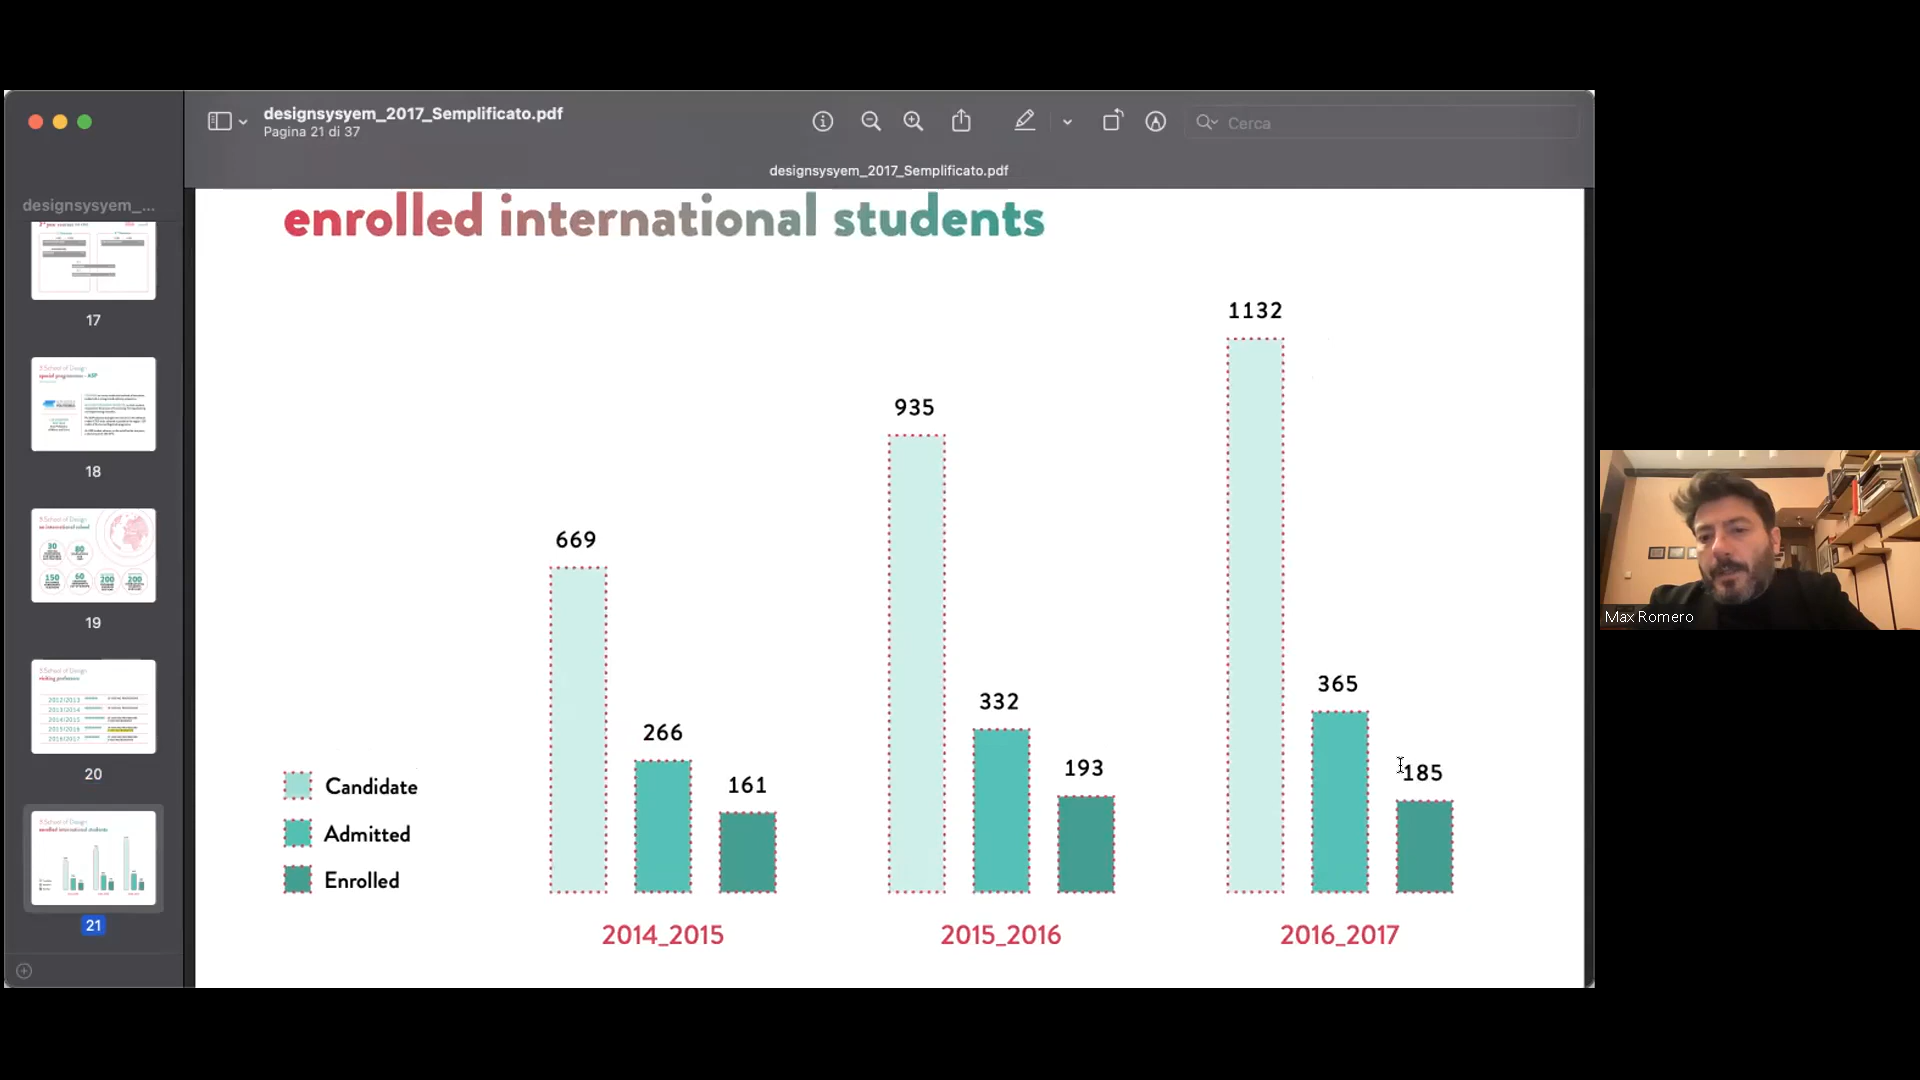 designsysyem_2017_Semplificato.pdf
Pagina 21 di 37
Cerca
designsysyem_2017_Semplificato.pdf
designsysyem_...
17
18
19
20
21
enrolled international students
1132
935
669
365
332
266
193
185
161
Candidate
Admitted
Enrolled
2014_2015
2015_2016
2016_2017
Max Romero